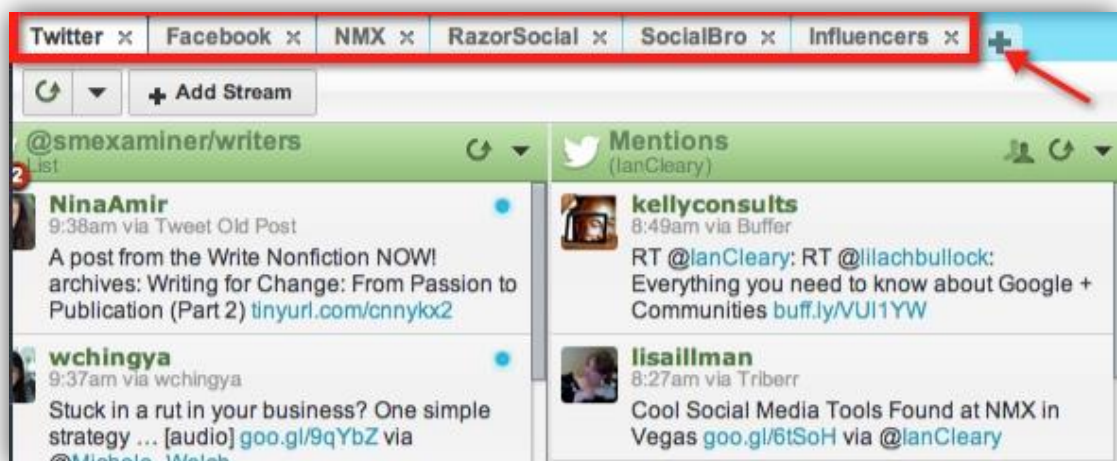 Twitter × Facebook × NMX × RazorSocial × SocialBro × Influencers ×
Add Stream
@smexaminer/writers
List
2
NinaAmir
9:38am via Tweet Old Post
A post from the Write Nonfiction NOW!
archives: Writing for Change: From Passion to
Publication (Part 2) tinyurl.com/cnnykx2
wchingya
9:37am via wchingya
Stuck in a rut in your business? One simple
strategy ... [audio] goo.gl/9qYbZ via
Mentions
(IanCleary)
kellyconsults
8:49am via Buffer
RT @IanCleary: RT @lilachbullock:
Everything you need to know about Google +
Communities buff.ly/VUI1YW
lisaillman
8:27am via Triberr
Cool Social Media Tools Found at NMX in
Vegas goo.gl/6tSoH via @IanCleary